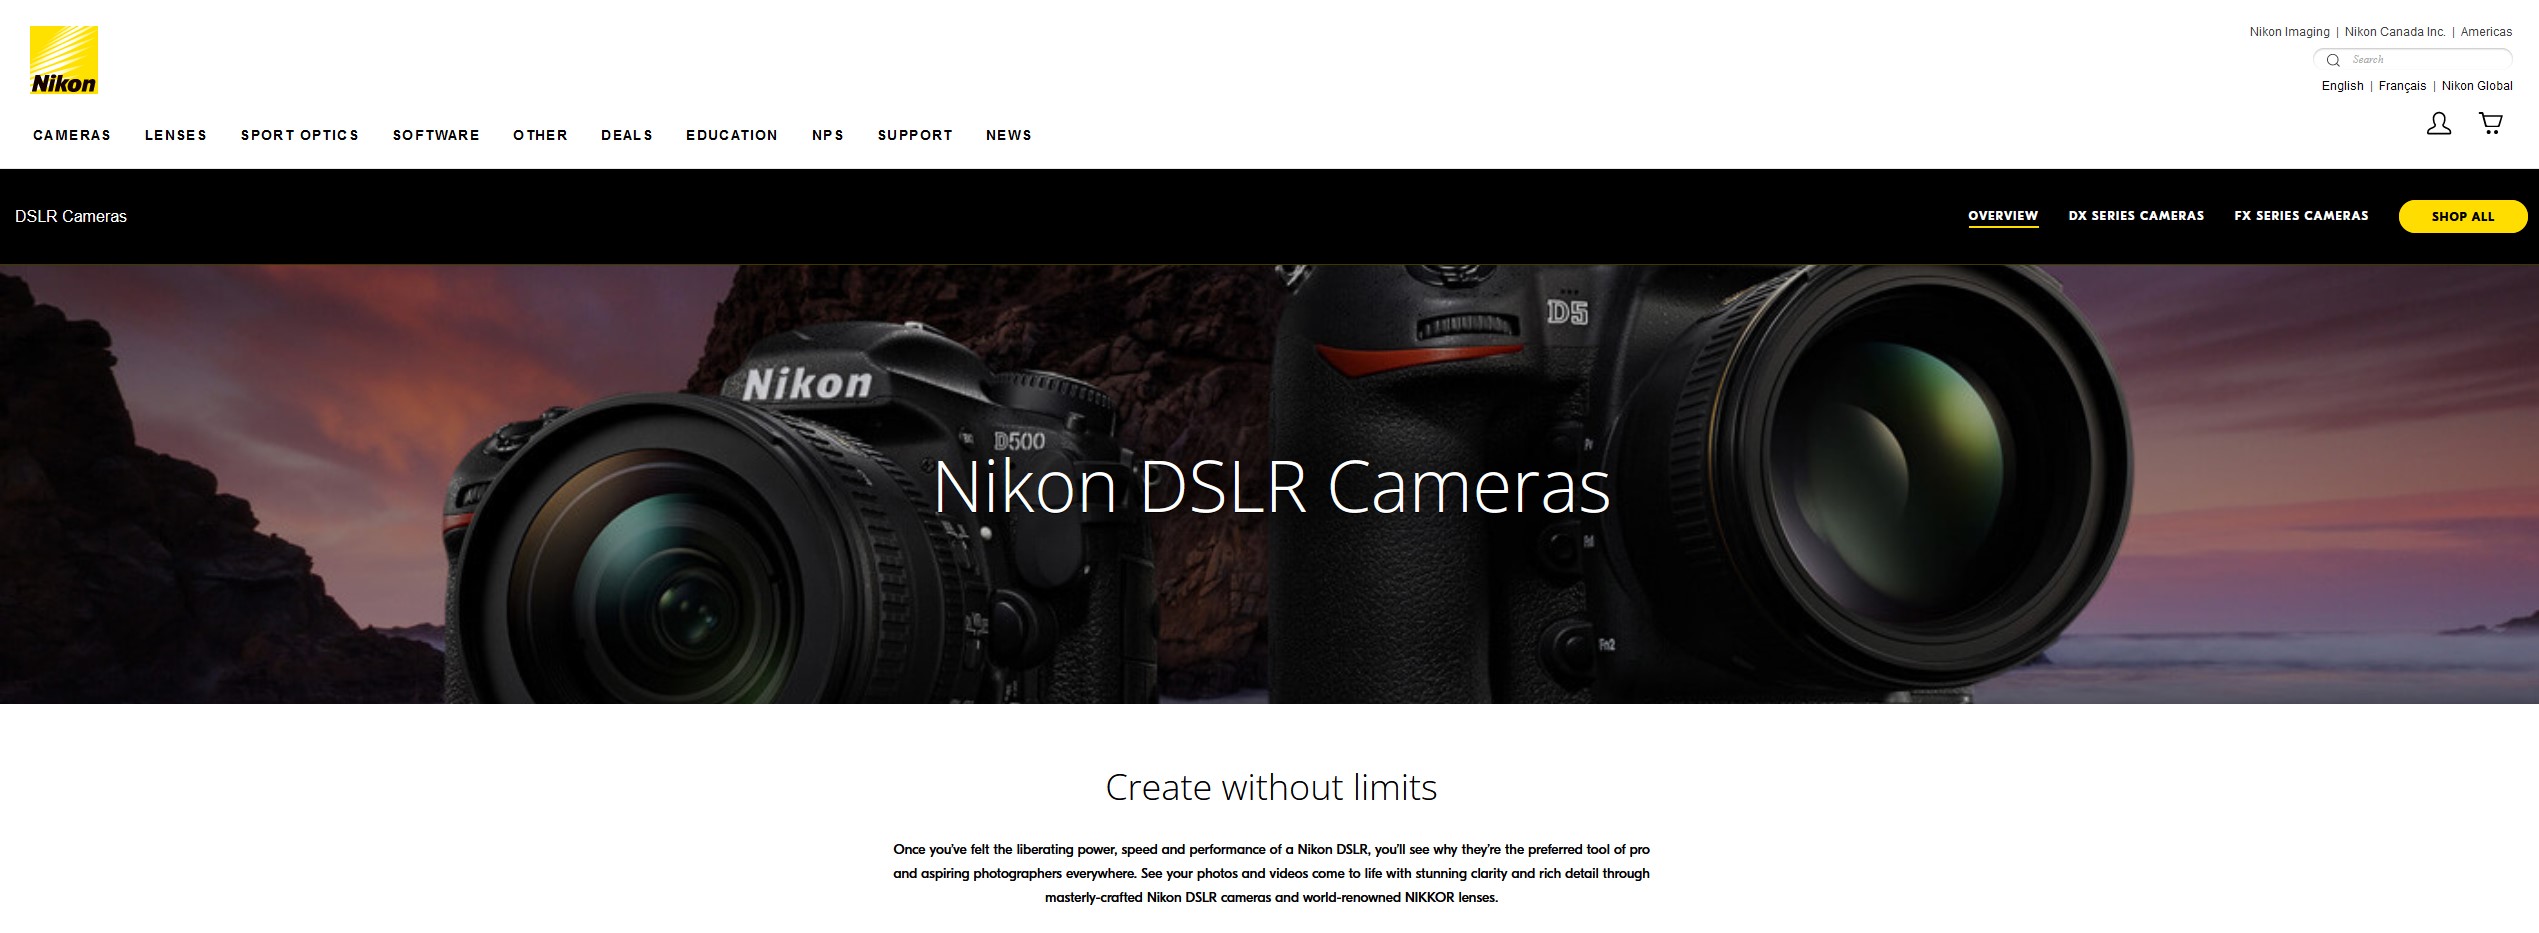 Nikon
Nikon Imaging | Nikon Canada Inc. | Americas
Search
English | Français | Nikon Global
CAMERAS LENSES SPORT OPTICS SOFTWARE OTHER DEALS EDUCATION NPS SUPPORT NEWS
DSLR Cameras
OVERVIEW DX SERIES CAMERAS FX SERIES CAMERAS SHOP ALL
D5
Nikon
D500
Nikon DSLR Cameras
Fn2
Create without limits
Once you've felt the liberating power, speed and performance of a Nikon DSLR, you'll see why they're the preferred tool of pro
and aspiring photographers everywhere. See your photos and videos come to life with stunning clarity and rich detail through
masterly-crafted Nikon DSLR cameras and world-renowned NIKKOR lenses.